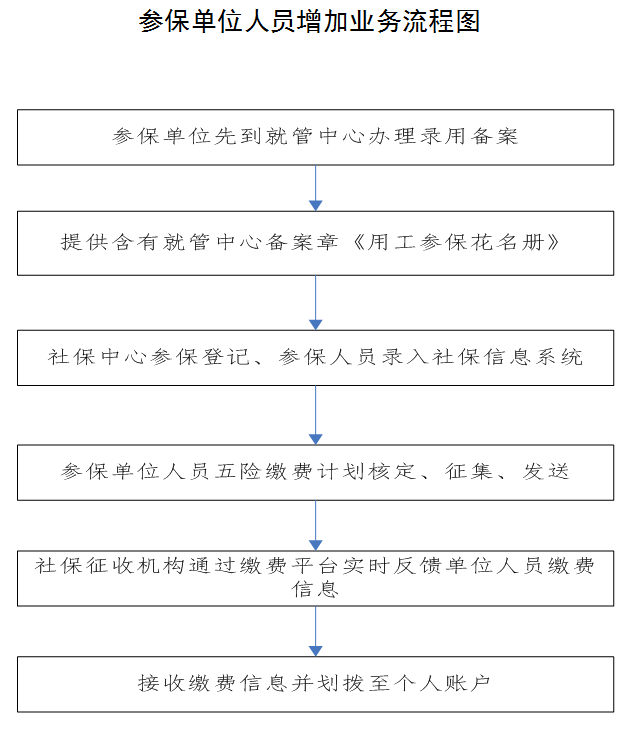 参保单位人员增加业务流程图
参保单位先到就管中心办理录用备案
提供含有就管中心备案章《用工参保花名册》
社保中心参保登记、参保人员录入社保信息系统
参保单位人员五险缴费计划核定、征集、发送
社保征收机构通过缴费平台实时反馈单位人员缴费
信息
接收缴费信息并划拨至个人账户